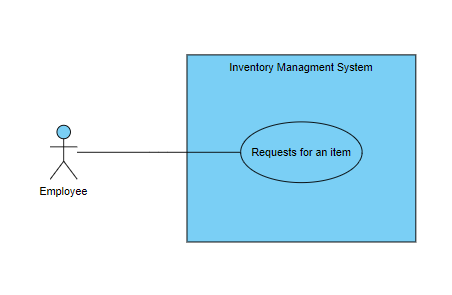 Inventory Managment System
Requests for an item
Employee